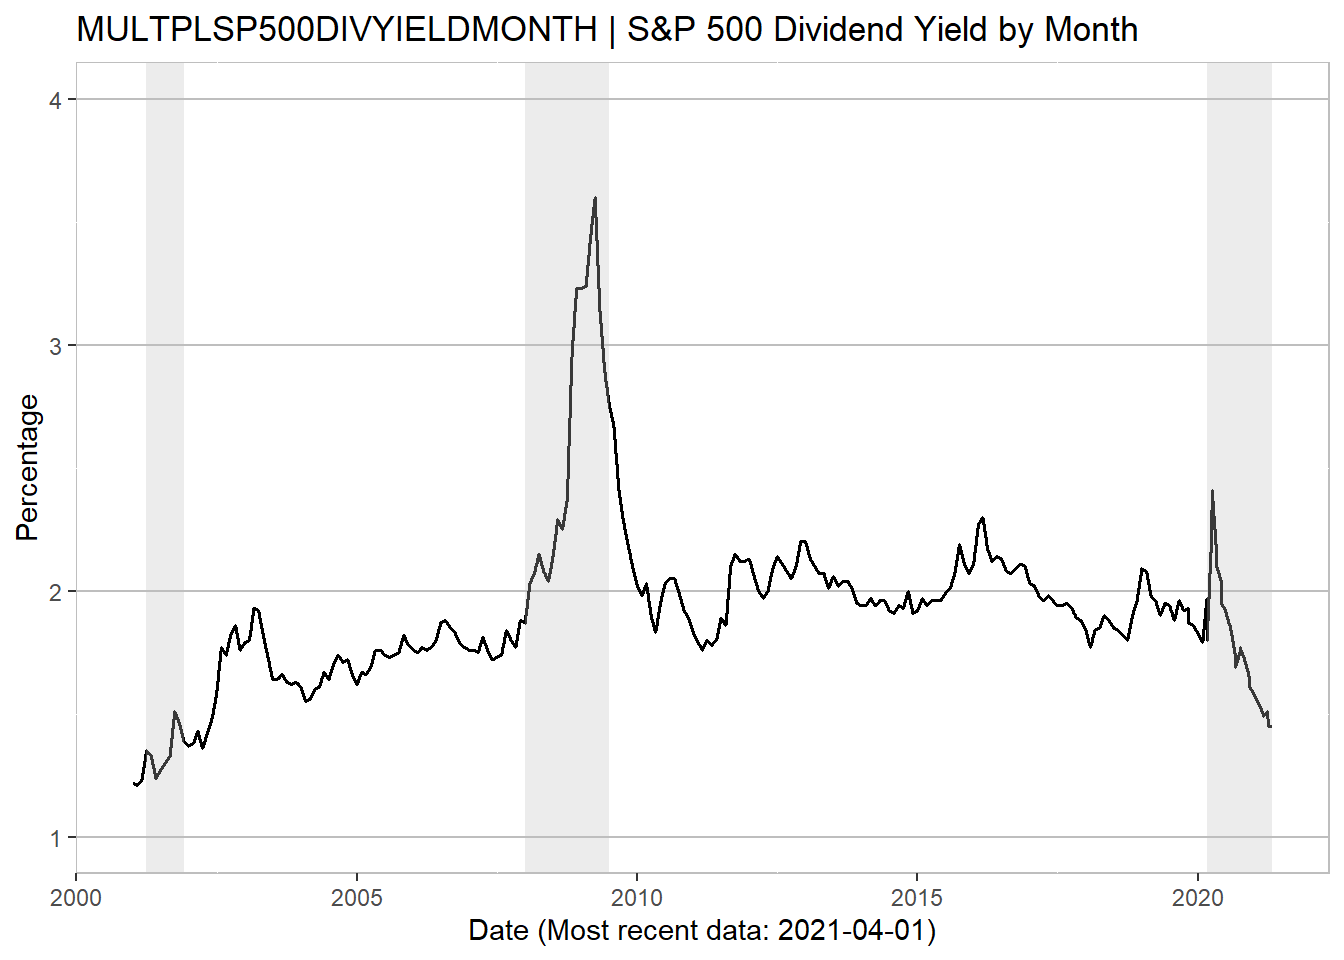 MULTPLSP500DIVYIELDMONTH | S&P 500 Dividend Yield by Month
4
3
2
1
Percentage
2000 2005 2010 2015 2020
Date (Most recent data: 2021-04-01)